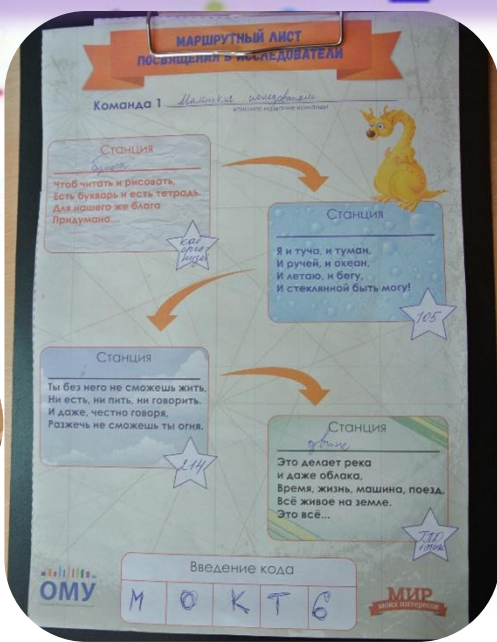 МАРШРУТНЫЙ ЛИСТ
ПОСВЯЩЕНИЯ В ИССЛЕДОВАТЕЛИ
Команда 1
Станция
бумага
Чтоб читать и рисовать,
Есть букварь и есть тетрадь.
Для нашего же блага
Придумана...
Станция
Я и туча, и туман,
И ручей, и океан,
И летаю, и бегу,
И стеклянной быть могу!
105
Станция
Ты без него не сможешь жить,
Ни есть, ни пить, ни говорить.
И даже, честно говоря,
Разжечь не сможешь ты огня.
214
Станция
Это делает река
и даже облака,
Время, жизнь, машина, поезд,
Всё живое на земле.
Это всё...
Введение кода
М О К Т 6
ОМУ
МИР
моих интересов